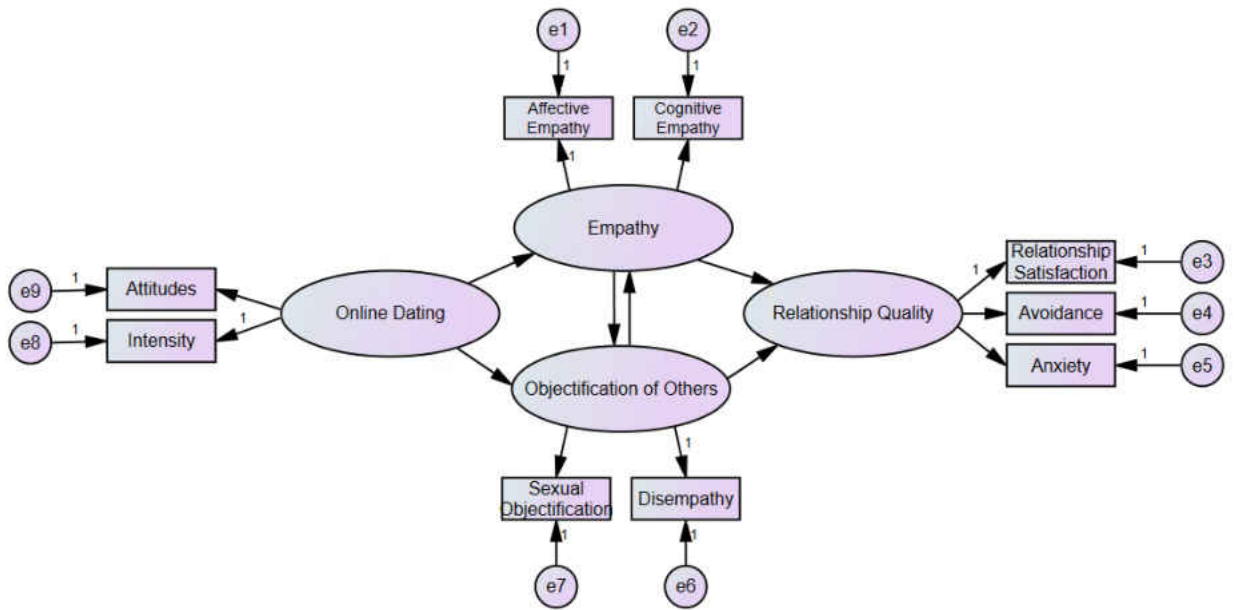 e1
e2
1
1
Affective
Empathy
Cognitive
Empathy
1
Empathy
Relationship
Satisfaction
1
1
e3
e9
1
Attitudes
Online Dating
Relationship Quality
Avoidance
1
e4
e8
1
Intensity
1
Anxiety
1
e5
Objectification of Others
1
Sexual
Objectification
Disempathy
1
1
e7
e6